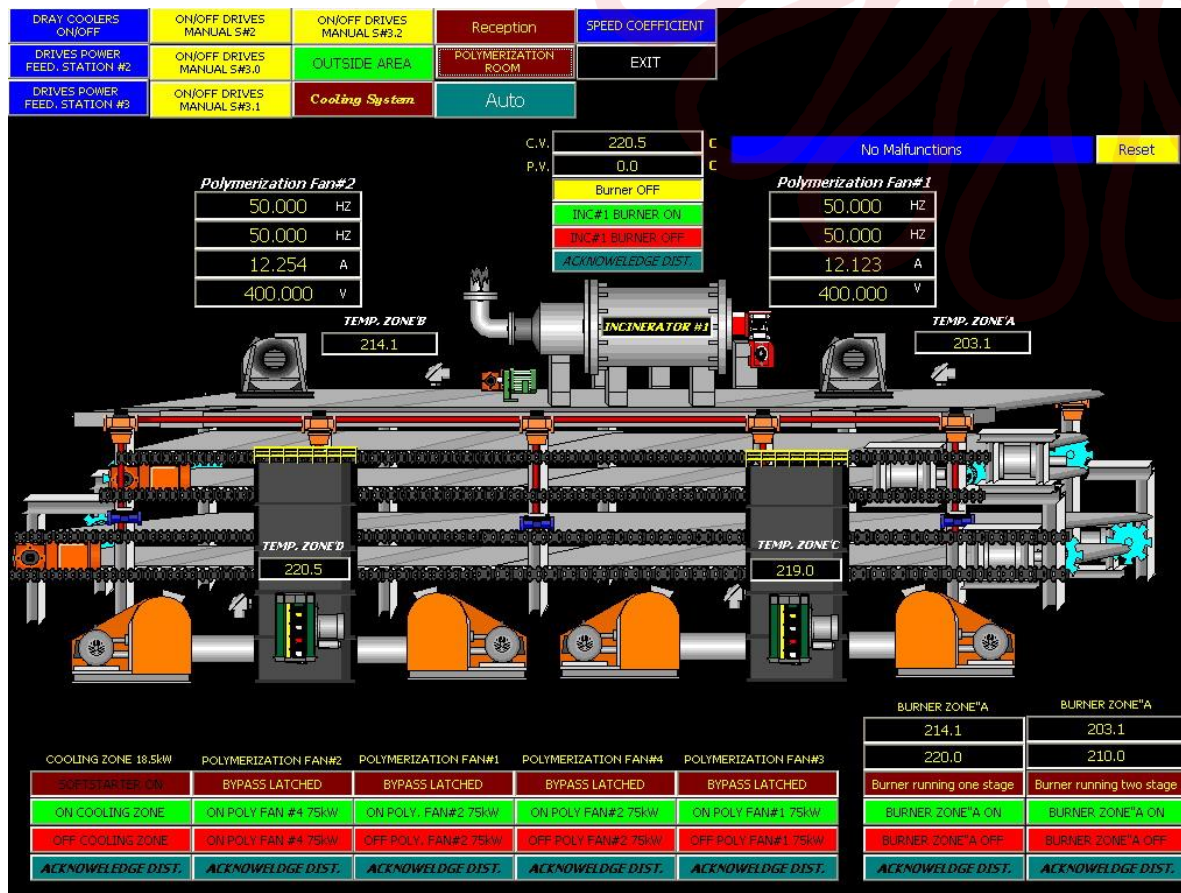 DRAY COOLERS
ON/OFF
ON/OFF DRIVES
MANUAL S#2
ON/OFF DRIVES
MANUAL S#3.2
Reception
SPEED COEFFICIENT
DRIVES POWER
FEED. STATION #2
ON/OFF DRIVES
MANUAL S#3.0
OUTSIDE AREA
POLYMERIZATION
ROOM
EXIT
DRIVES POWER
FEED. STATION #3
ON/OFF DRIVES
MANUAL S#3.1
Cooling System
Auto
C.V. 220.5 C
P.V. 0.0 C
No Malfunctions
Reset
Burner OFF
INC#1 BURNER ON
INC#1 BURNER OFF
ACKNOWELEDGE DIST.
Polymerization Fan#2
50.000 HZ
50.000 HZ
12.254 A
400.000 V
Polymerization Fan#1
50.000 HZ
50.000 HZ
12.123 A
400.000 V
TEMP. ZONE'B
214.1
INCINERATOR #1
TEMP. ZONE'A
203.1
TEMP. ZONE'D
220.5
TEMP. ZONE'C
219.0
BURNER ZONE"A
214.1
220.0
Burner running one stage
BURNER ZONE"A ON
BURNER ZONE"A OFF
ACKNOWELDGE DIST.
BURNER ZONE"A
203.1
210.0
Burner running two stage
BURNER ZONE"A ON
BURNER ZONE"A OFF
ACKNOWELDGE DIST.
COOLING ZONE 18.5kW
SOFTSTARTER ON
ON COOLING ZONE
OFF COOLING ZONE
ACKNOWELEDGE DIST.
POLYMERIZATION FAN#2
BYPASS LATCHED
ON POLY FAN #4 75kW
ON POLY FAN #4 75kW
ACKNOWELDGE DIST.
POLYMERIZATION FAN#1
BYPASS LATCHED
ON POLY. FAN#2 75kW
OFF POLY. FAN#2 75kW
ACKNOWELDGE DIST.
POLYMERIZATION FAN#4
BYPASS LATCHED
ON POLY FAN#2 75kW
OFF POLY FAN#2 75kW
ACKNOWELDGE DIST.
POLYMERIZATION FAN#3
BYPASS LATCHED
ON POLY FAN#1 75kW
OFF POLY FAN#1 75kW
ACKNOWELDGE DIST.